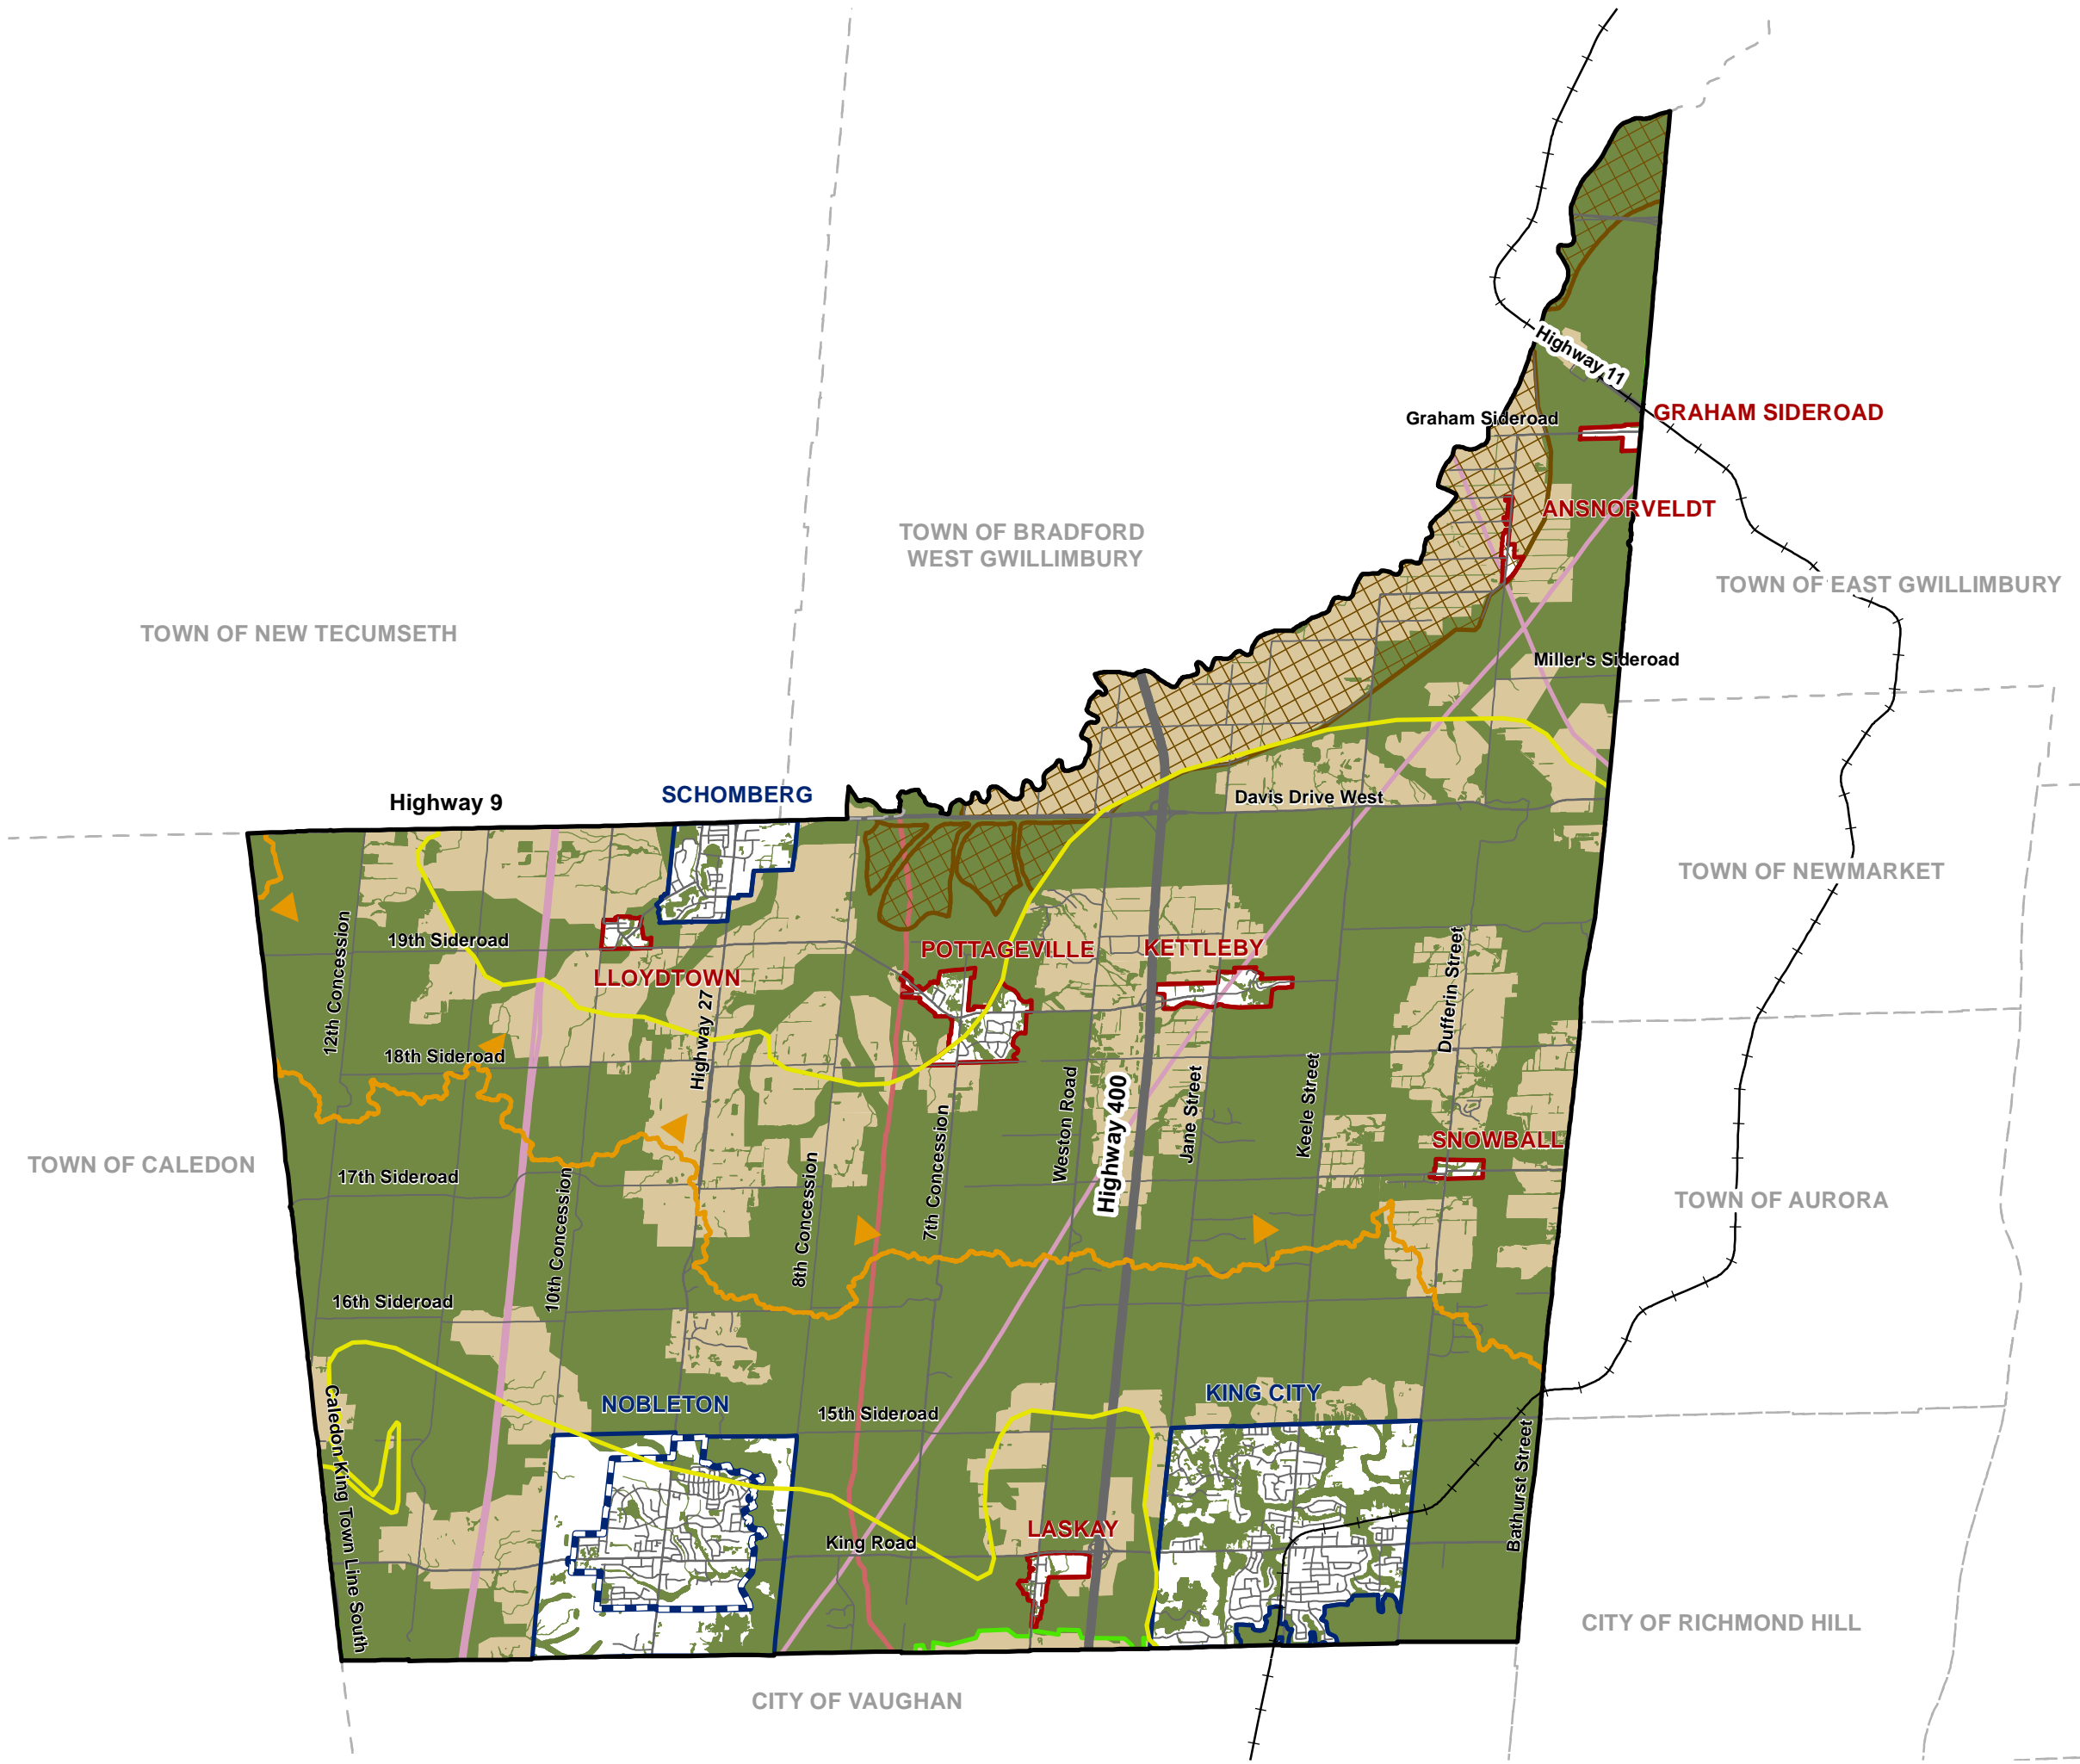 Highway 11
Graham Sideroad
GRAHAM SIDEROAD
ANSNORVELDT
TOWN OF BRADFORD
WEST GWILLIMBURY
TOWN OF EAST GWILLIMBURY
TOWN OF NEW TECUMSETH
Miller's Sideroad
Highway 9
SCHOMBERG
Davis Drive West
TOWN OF NEWMARKET
12th Concession
19th Sideroad
LLOYDTOWN
POTTAGEVILLE
KETTLEBY
Highway 27
Dufferin Street
18th Sideroad
Weston Road
Highway 400
Jane Street
Keele Street
SNOWBALL
TOWN OF CALEDON
17th Sideroad
10th Concession
8th Concession
7th Concession
TOWN OF AURORA
16th Sideroad
Caledon King Town Line South
NOBLETON
15th Sideroad
KING CITY
Bathurst Street
King Road
LASKAY
CITY OF RICHMOND HILL
CITY OF VAUGHAN